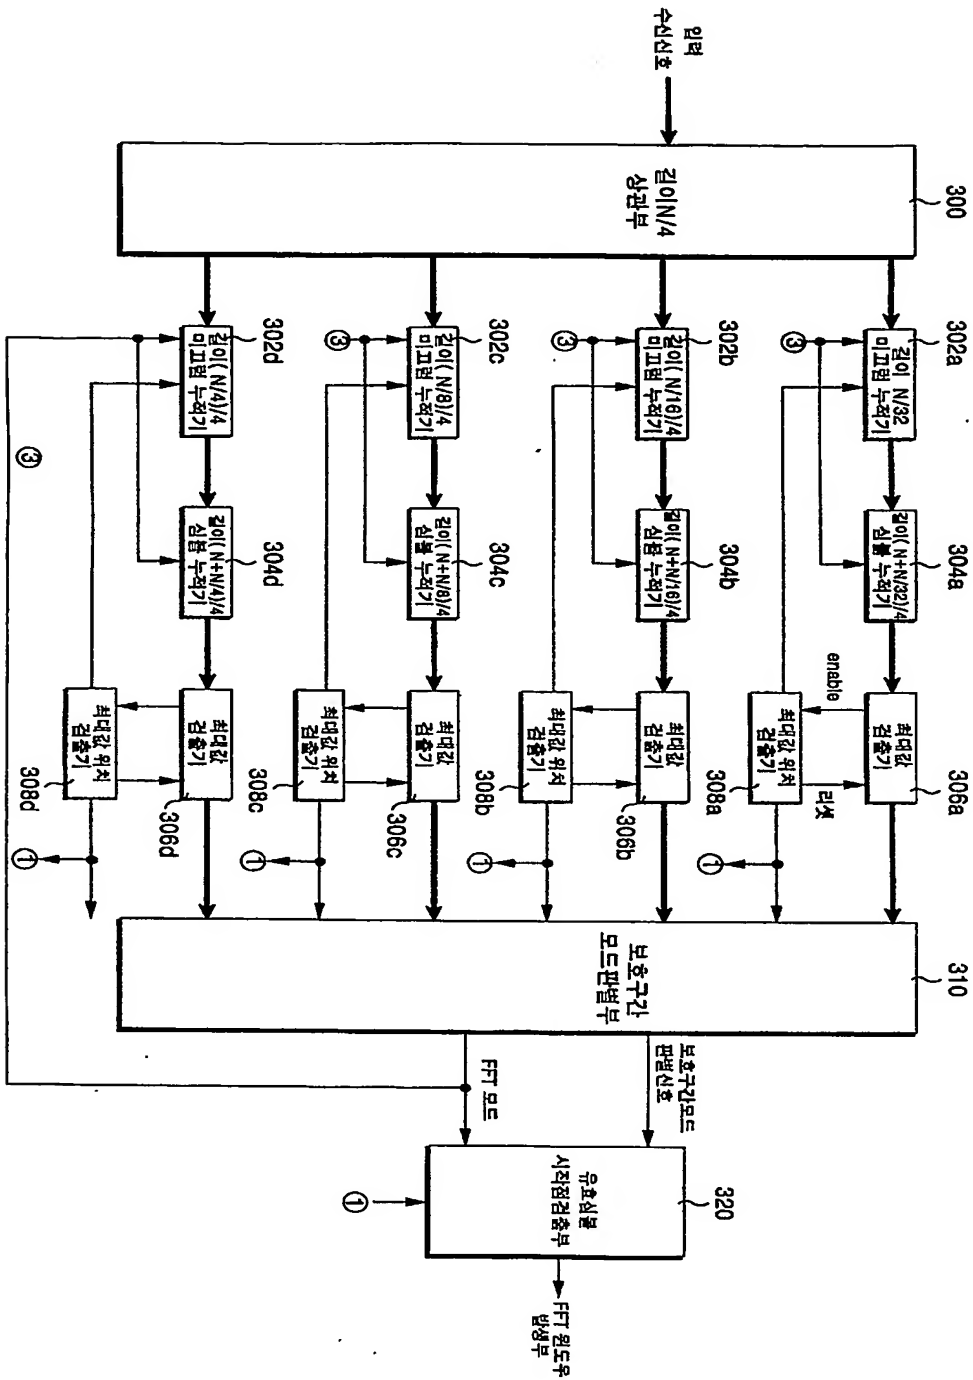 입력
수신신호
300
길이N/4
상관부
302a
길이 N/32
미끄럼 누적기
③
304a
길이( N+N/32)/4
심볼 누적기
enable
306a
최대값
검출기
리셋
308a
최대값 위치
검출기
①
302b
길이( N/16)/4
미끄럼 누적기
③
304b
길이( N+N/16)/4
심볼 누적기
306b
최대값
검출기
308b
최대값 위치
검출기
①
302c
길이( N/8)/4
미끄럼 누적기
③
304c
길이( N+N/8)/4
심볼 누적기
306c
최대값
검출기
308c
최대값 위치
검출기
①
302d
길이( N/4)/4
미끄럼 누적기
③
304d
길이( N+N/4)/4
심볼 누적기
306d
최대값
검출기
308d
최대값 위치
검출기
①
310
보호구간
모드판별부
보호구간모드
판별신호
FFT 모드
320
유효심볼
시작점검출부
①
FFT 윈도우
발생부